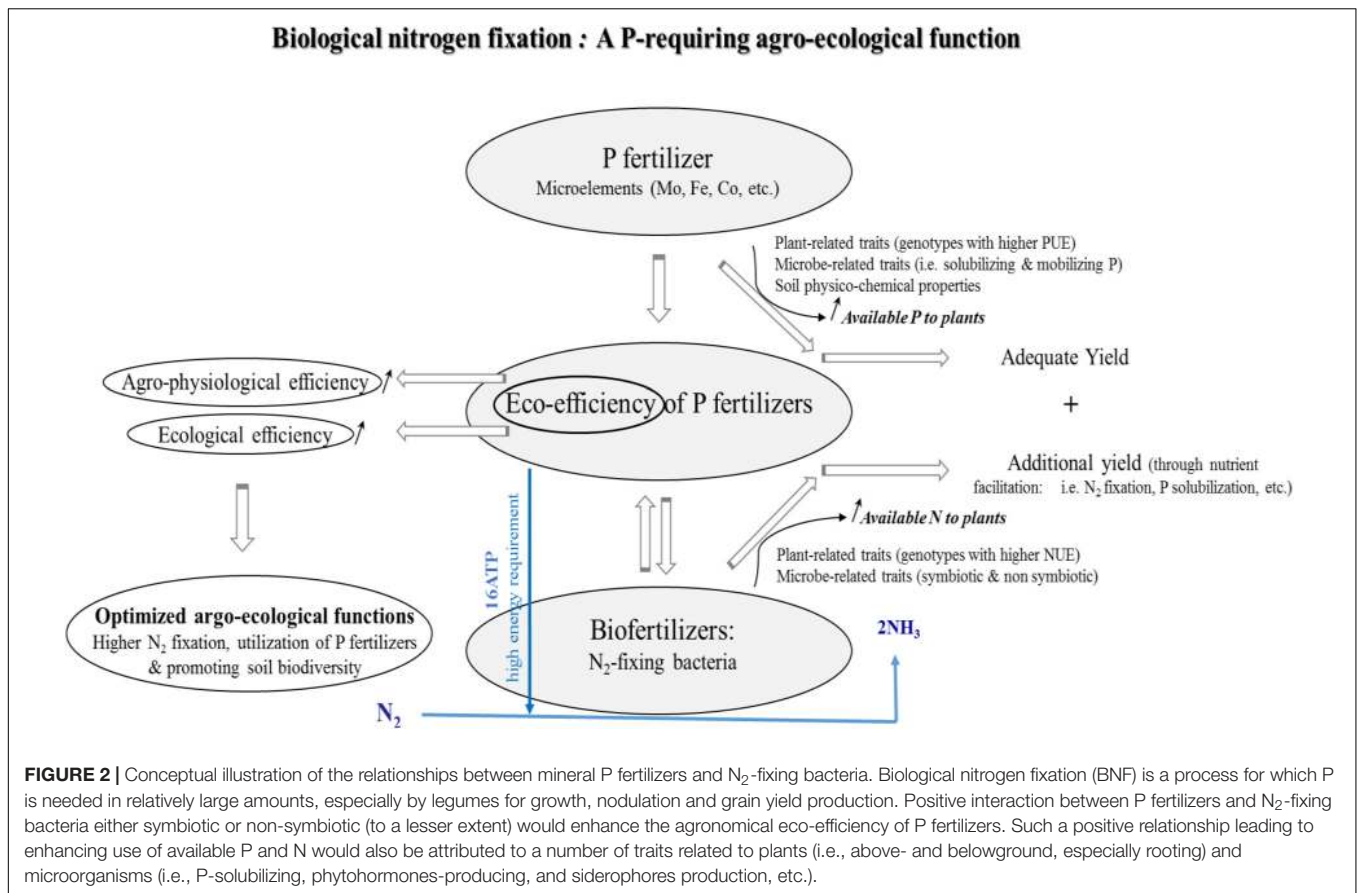 Biological nitrogen fixation : A P-requiring agro-ecological function
P fertilizer
Microelements (Mo, Fe, Co, etc.)
Plant-related traits (genotypes with higher PUE)
Microbe-related traits (i.e. solubilizing & mobilizing P)
Soil physico-chemical properties
Available P to plants
Adequate Yield
+
Additional yield (through nutrient
facilitation: i.e. N₂ fixation, P solubilization, etc.)
Agro-physiological efficiency
Ecological efficiency
Eco-efficiency of P fertilizers
Available N to plants
Plant-related traits (genotypes with higher NUE)
Microbe-related traits (symbiotic & non symbiotic)
16ATP
high energy requirement
Optimized argo-ecological functions
Higher N₂ fixation, utilization of P fertilizers
& promoting soil biodiversity
Biofertilizers:
N₂-fixing bacteria
2NH₃
N₂
FIGURE 2 | Conceptual illustration of the relationships between mineral P fertilizers and N₂-fixing bacteria. Biological nitrogen fixation (BNF) is a process for which P
is needed in relatively large amounts, especially by legumes for growth, nodulation and grain yield production. Positive interaction between P fertilizers and N₂-fixing
bacteria either symbiotic or non-symbiotic (to a lesser extent) would enhance the agronomical eco-efficiency of P fertilizers. Such a positive relationship leading to
enhancing use of available P and N would also be attributed to a number of traits related to plants (i.e., above- and belowground, especially rooting) and
microorganisms (i.e., P-solubilizing, phytohormones-producing, and siderophores production, etc.).